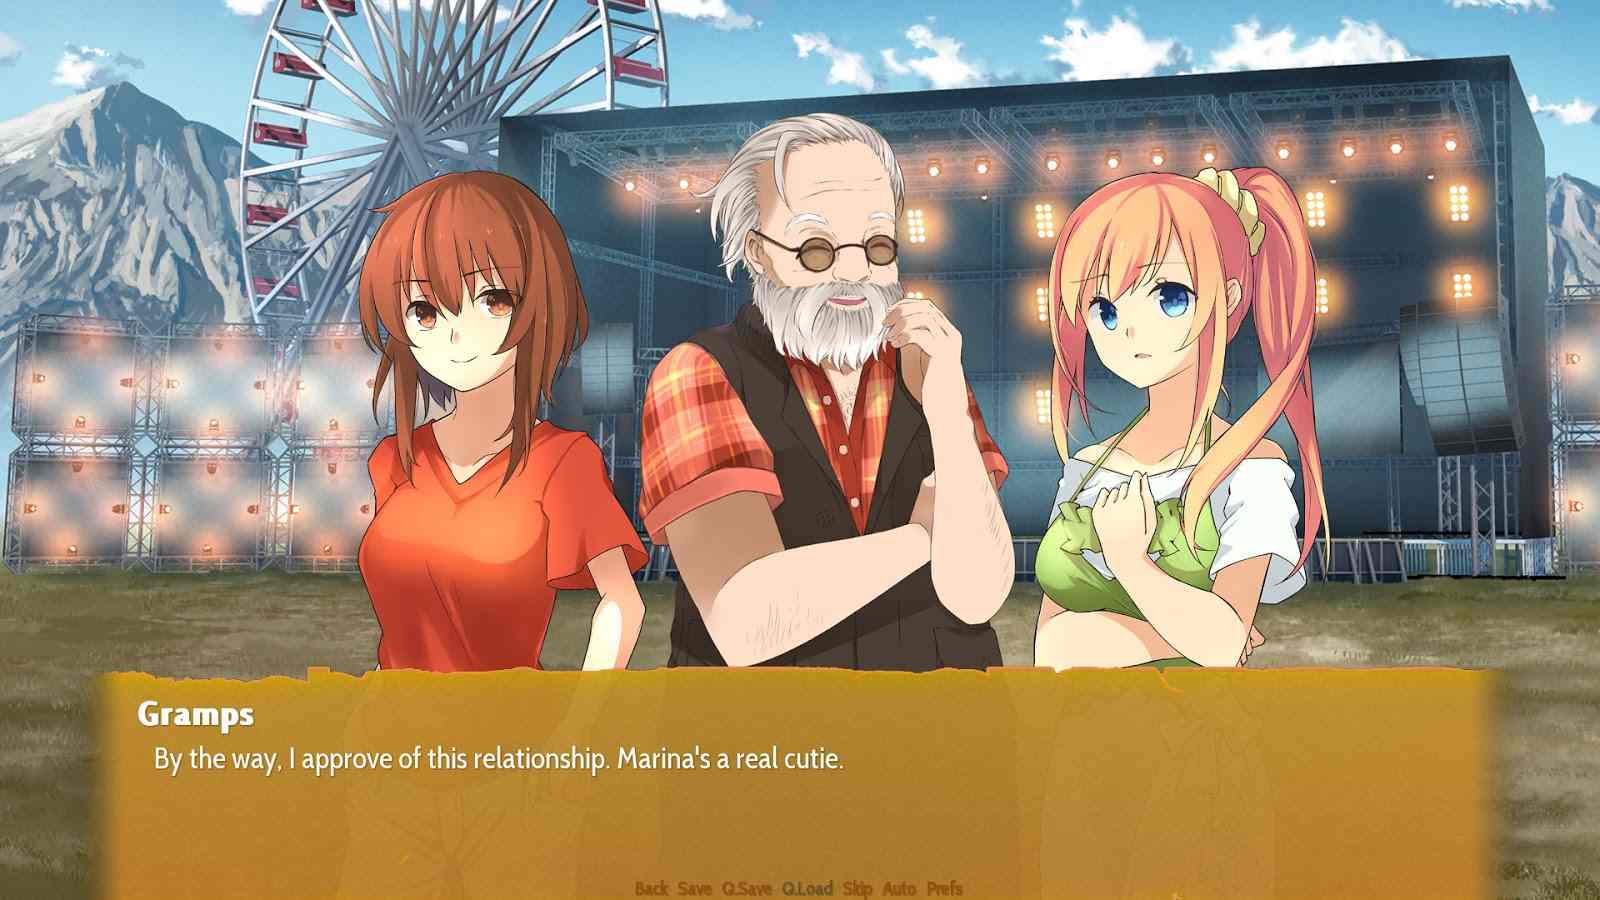 Gramps
By the way, I approve of this relationship. Marina's a real cutie.
Back Save Q.Save Q.Load Skip Auto Prefs